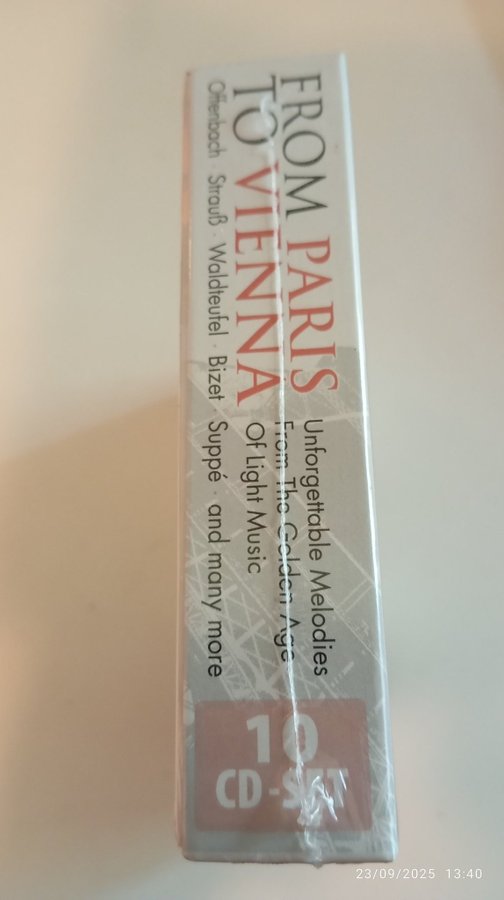 FROM PARIS
TO VIENNA
Unforgettable Melodies
From The Golden Age
Of Light Music
Offenbach · Strauß · Waldteufel · Bizet · Suppé · and many more
10
CD-SET
23/09/2025 13:40